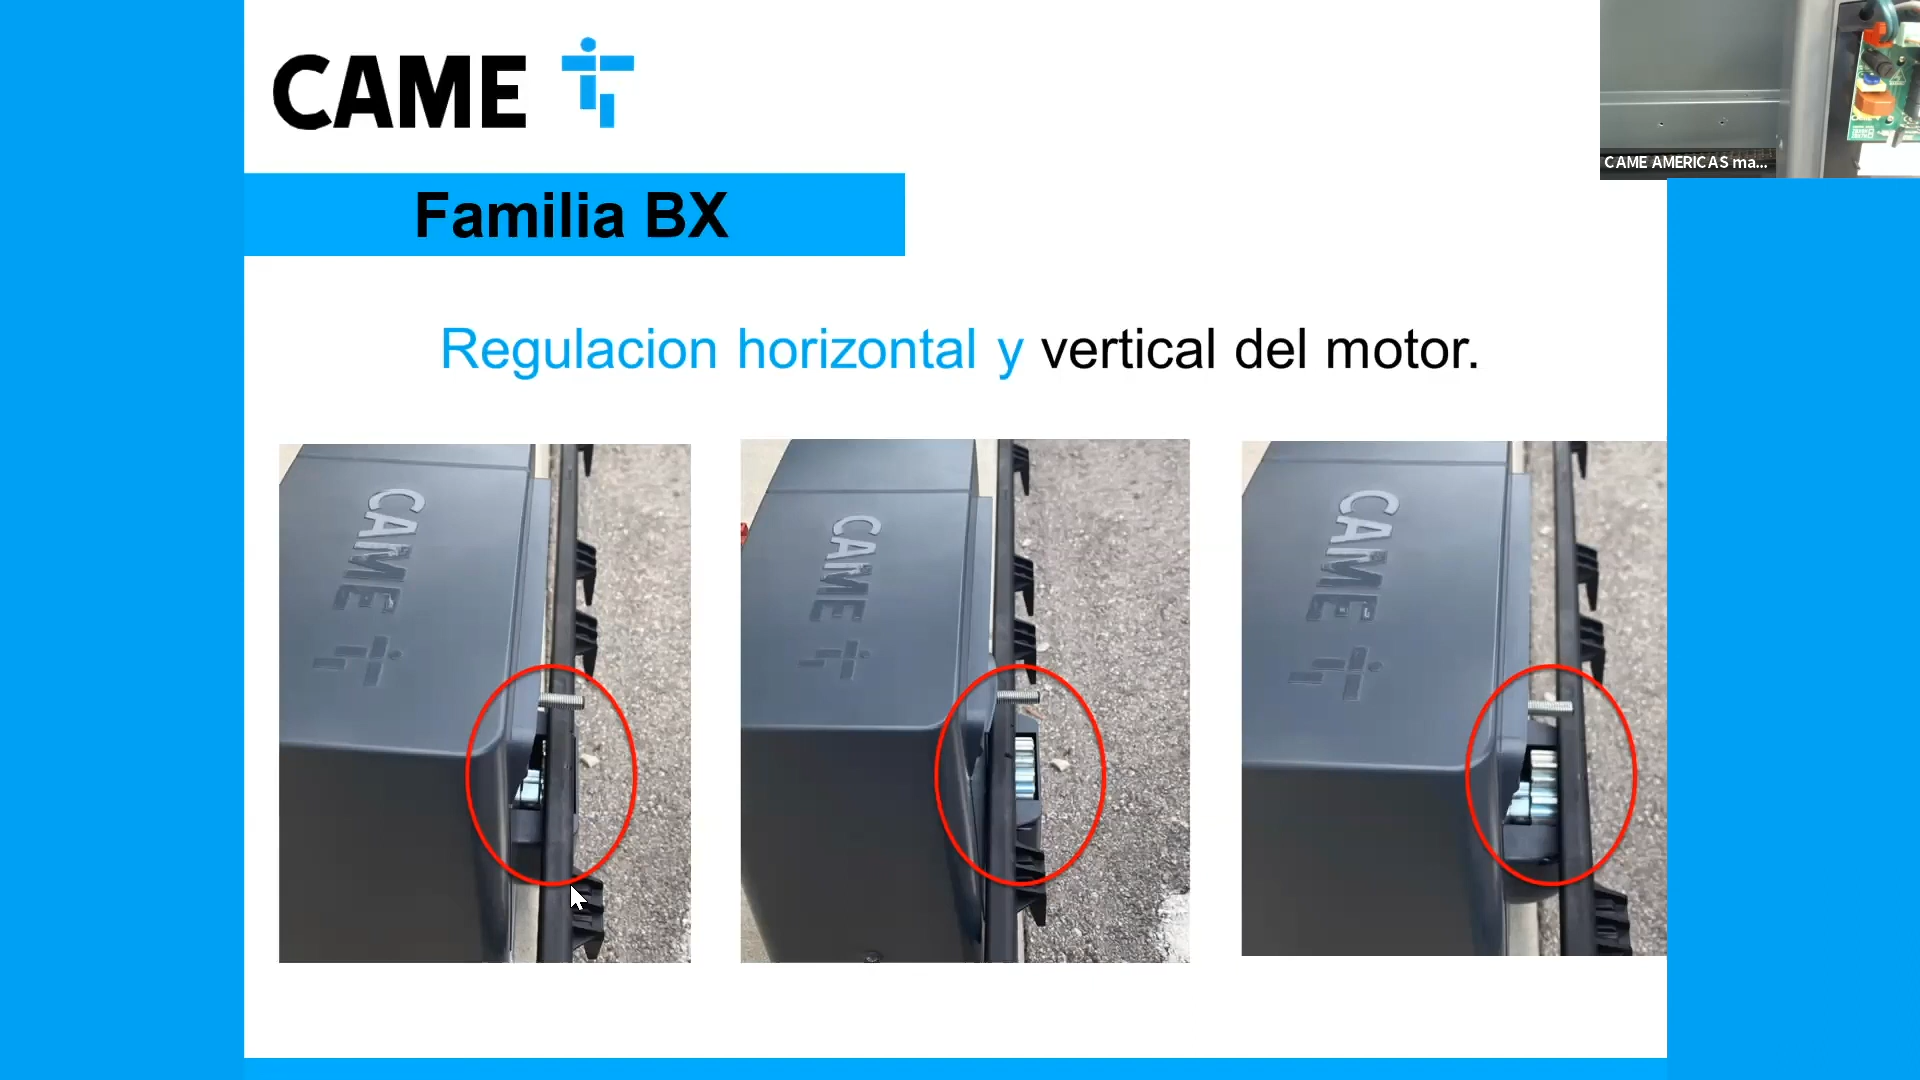 CAME
CAME AMERICAS ma...
Familia BX
Regulacion horizontal y vertical del motor.
CAME
CAME
CAME